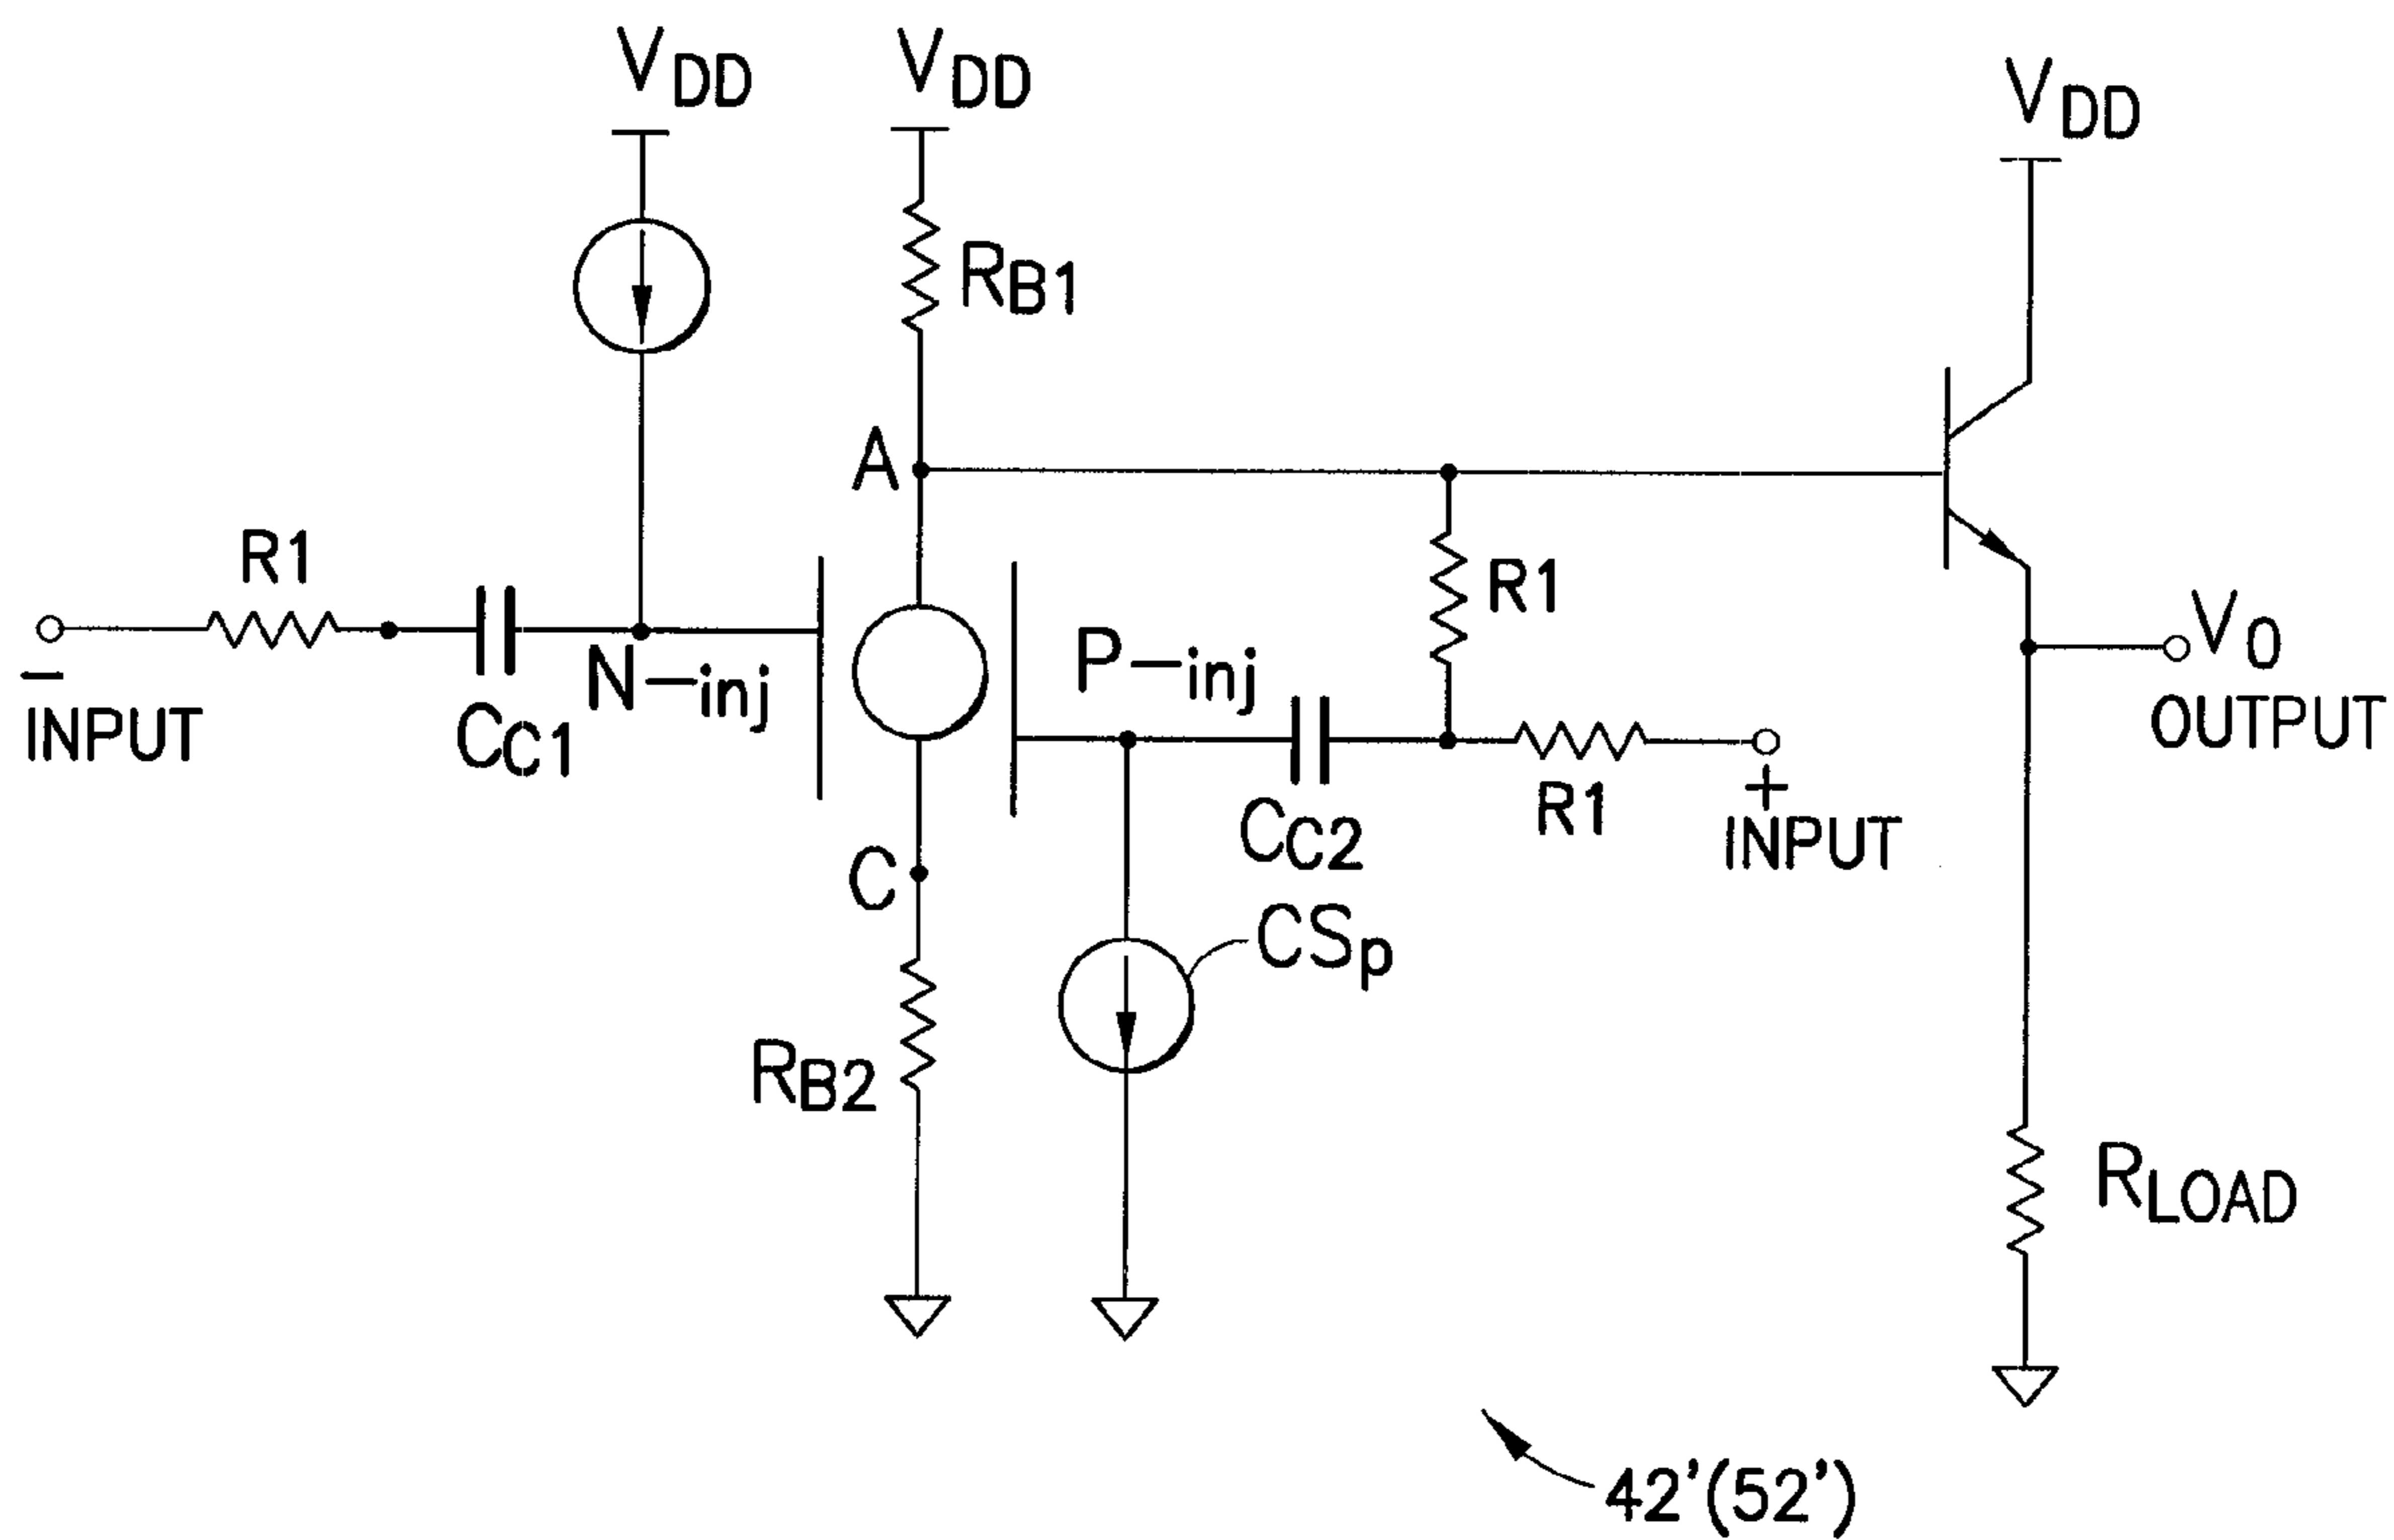 VDD
VDD
VDD
RB1
A
R1
R1
N-inj
P-inj
VO
OUTPUT
−
INPUT
CC1
CC2
R1
+
INPUT
C
CSp
RB2
RLOAD
42'(52')